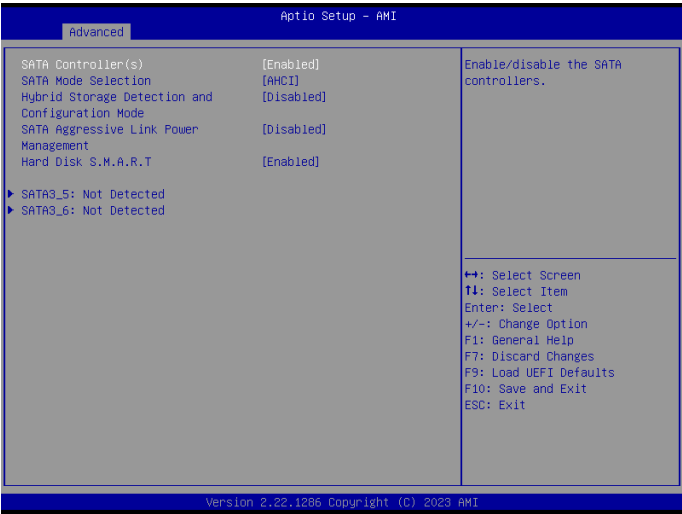 Aptio Setup – AMI
Advanced
SATA Controller(s) [Enabled]
SATA Mode Selection [AHCI]
Hybrid Storage Detection and [Disabled]
Configuration Mode
SATA Aggressive Link Power [Disabled]
Management
Hard Disk S.M.A.R.T [Enabled]
SATA3_5: Not Detected
SATA3_6: Not Detected
Enable/disable the SATA
controllers.
↔: Select Screen
↑↓: Select Item
Enter: Select
+/-: Change Option
F1: General Help
F7: Discard Changes
F9: Load UEFI Defaults
F10: Save and Exit
ESC: Exit
Version 2.22.1286 Copyright (C) 2023 AMI